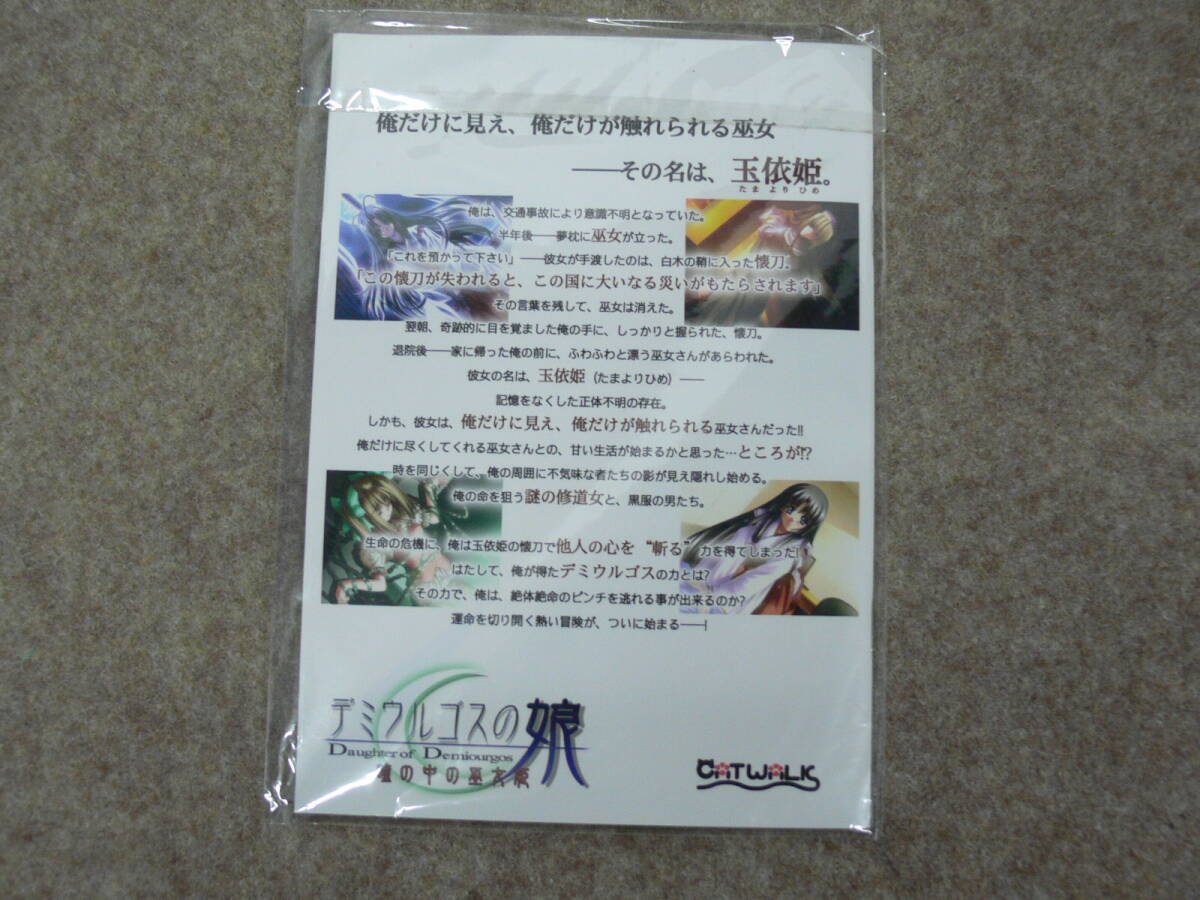 俺だけに見え、俺だけが触れられる巫女
――その名は、玉依姫。
たまよりひめ
俺は、交通事故により意識不明となっていた。
半年後――夢枕に巫女が立った。
「これを預かって下さい」――彼女が手渡したのは、白木の鞘に入った懐刀。
「この懐刀が失われると、この国に大いなる災いがもたらされます」
その言葉を残して、巫女は消えた。
翌朝、奇跡的に目を覚ました俺の手に、しっかりと握られた、懐刀。
退院後――家に帰った俺の前に、ふわふわと漂う巫女さんがあらわれた。
彼女の名は、玉依姫（たまよりひめ）――
記憶をなくした正体不明の存在。
しかも、彼女は、俺だけに見え、俺だけが触れられる巫女さんだった!!
俺だけに尽くしてくれる巫女さんとの、甘い生活が始まるかと思った…ところが!?
時を同じくして、俺の周囲に不気味な者たちの影が見え隠れし始める。
俺の命を狙う謎の修道女と、黒服の男たち。
生命の危機に、俺は玉依姫の懐刀で他人の心を“斬る”力を得てしまった!
はたして、俺が得たデミウルゴスの力とは?
その力で、俺は、絶体絶命のピンチを逃れる事が出来るのか?
運命を切り開く熱い冒険が、ついに始まる――!
デミウルゴスの娘
Daughter of Demiourgos
の中の巫女姫
CATWALK